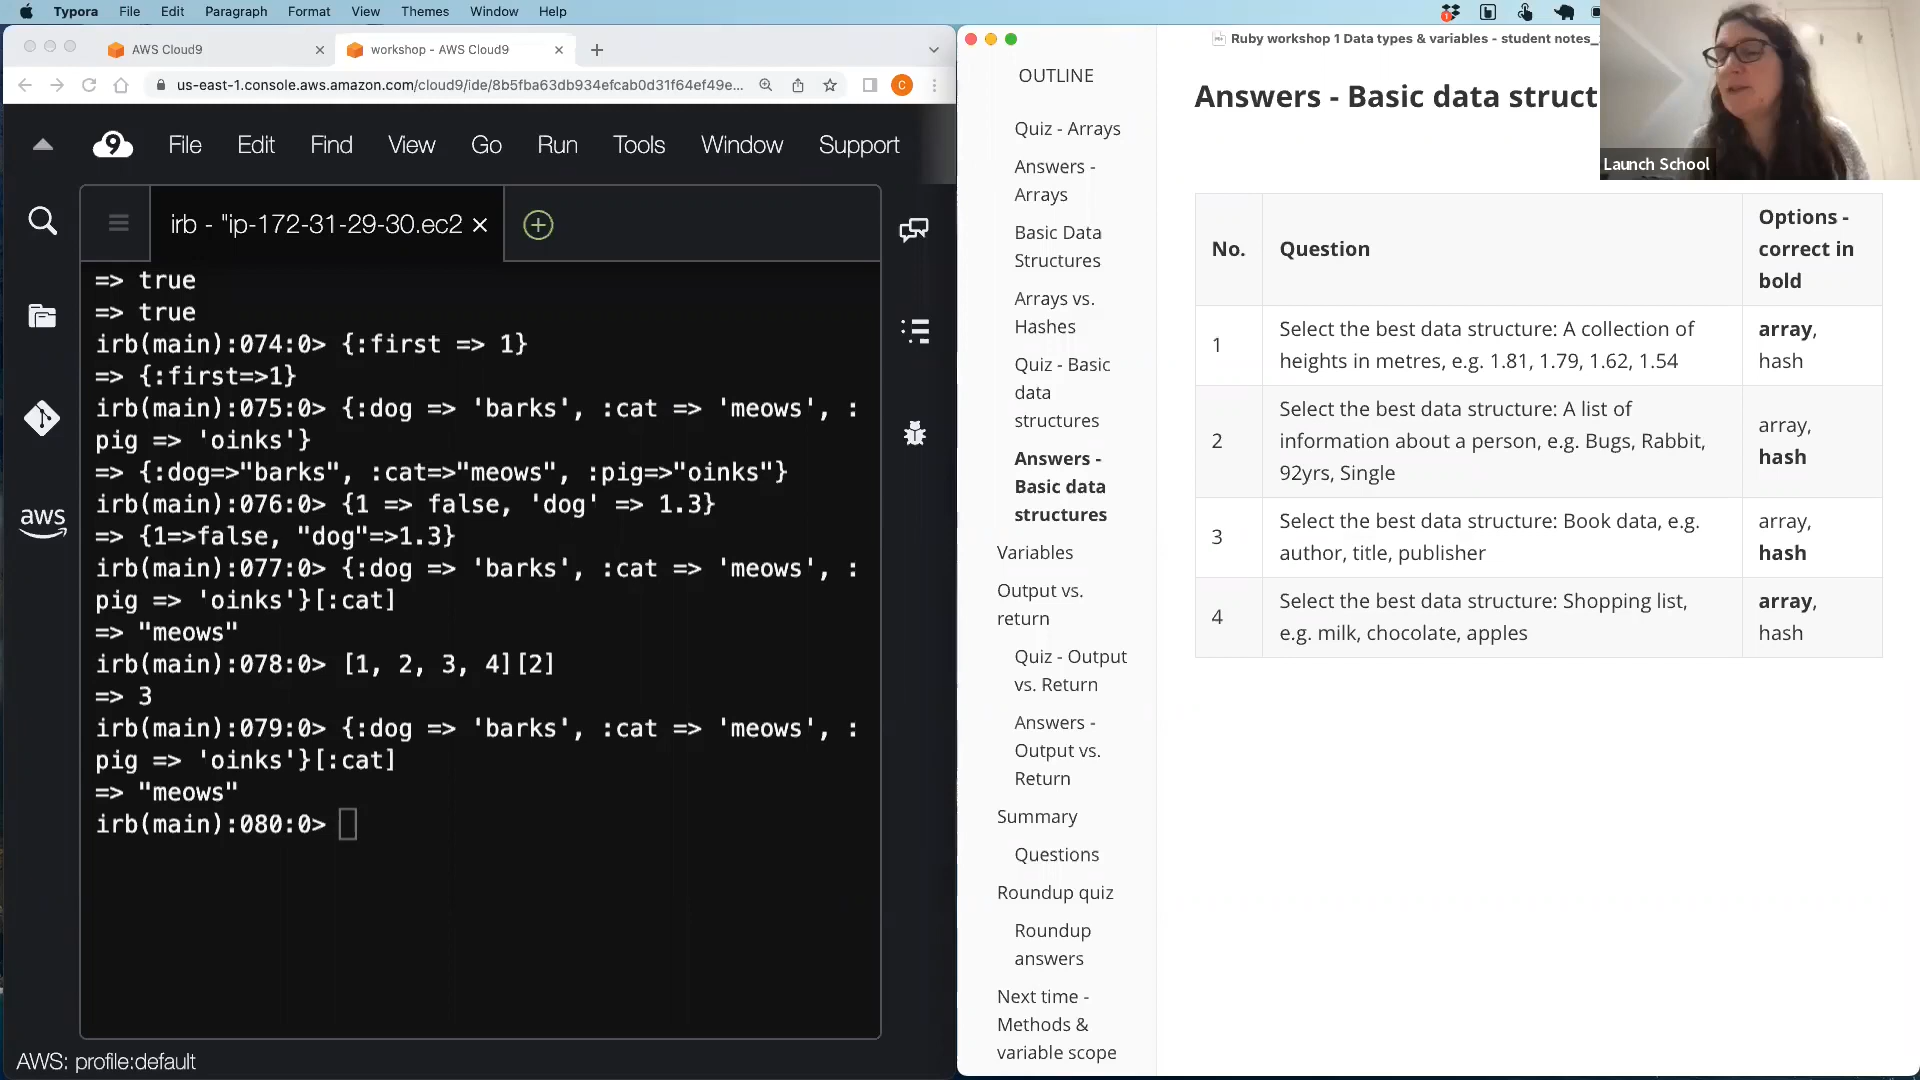 Typora File Edit Paragraph Format View Themes Window Help
AWS Cloud9
workshop - AWS Cloud9
us-east-1.console.aws.amazon.com/cloud9/ide/8b5fba63db934efcab0d31f64ef49e...
C
9 File Edit Find View Go Run Tools Window Support
irb - "ip-172-31-29-30.ec2
aws
=> true
=> true
irb(main):074:0> {:first => 1}
=> {:first=>1}
irb(main):075:0> {:dog => 'barks', :cat => 'meows', :
pig => 'oinks'}
=> {:dog=>"barks", :cat=>"meows", :pig=>"oinks"}
irb(main):076:0> {1 => false, 'dog' => 1.3}
=> {1=>false, "dog"=>1.3}
irb(main):077:0> {:dog => 'barks', :cat => 'meows', :
pig => 'oinks'}[:cat]
=> "meows"
irb(main):078:0> [1, 2, 3, 4][2]
=> 3
irb(main):079:0> {:dog => 'barks', :cat => 'meows', :
pig => 'oinks'}[:cat]
=> "meows"
irb(main):080:0>
AWS: profile:default
Ruby workshop 1 Data types & variables - student notes_
OUTLINE
Quiz - Arrays
Answers -
Arrays
Basic Data
Structures
Arrays vs.
Hashes
Quiz - Basic
data
structures
Answers -
Basic data
structures
Variables
Output vs.
return
Quiz - Output
vs. Return
Answers -
Output vs.
Return
Summary
Questions
Roundup quiz
Roundup
answers
Next time -
Methods &
variable scope
Answers - Basic data struct
Launch School
No.
Question
Options -
correct in
bold
1
Select the best data structure: A collection of
heights in metres, e.g. 1.81, 1.79, 1.62, 1.54
array,
hash
2
Select the best data structure: A list of
information about a person, e.g. Bugs, Rabbit,
92yrs, Single
array,
hash
3
Select the best data structure: Book data, e.g.
author, title, publisher
array,
hash
4
Select the best data structure: Shopping list,
e.g. milk, chocolate, apples
array,
hash